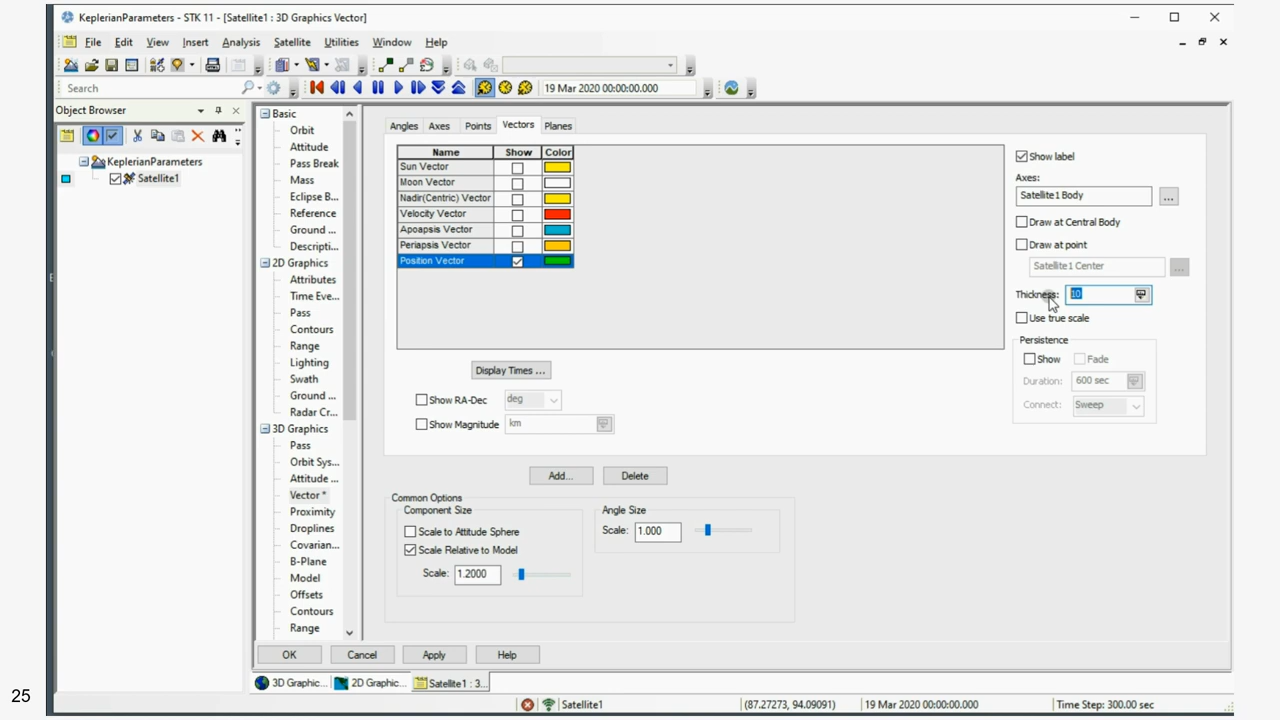 KeplerianParameters - STK 11 - [Satellite1 : 3D Graphics Vector]
File Edit View Insert Analysis Satellite Utilities Window Help
Search
19 Mar 2020 00:00:00.000
Object Browser
KeplerianParameters
Satellite1
Basic
Orbit
Attitude
Pass Break
Mass
Eclipse B...
Reference
Ground ...
Descripti...
2D Graphics
Attributes
Time Eve...
Pass
Contours
Range
Lighting
Swath
Ground ...
Radar Cr...
3D Graphics
Pass
Orbit Sys...
Attitude ...
Vector *
Proximity
Droplines
Covarian...
B-Plane
Model
Offsets
Contours
Range
Angles Axes Points Vectors Planes
Name Show Color
Sun Vector
Moon Vector
Nadir(Centric) Vector
Velocity Vector
Apoapsis Vector
Periapsis Vector
Position Vector
Display Times ...
Show RA-Dec deg
Show Magnitude km
Show label
Axes:
Satellite1 Body ...
Draw at Central Body
Draw at point
Satellite1 Center ...
Thickness: 10
Use true scale
Persistence
Show Fade
Duration: 600 sec
Connect: Sweep
Add... Delete
Common Options
Component Size
Scale to Attitude Sphere
Scale Relative to Model
Scale: 1.2000
Angle Size
Scale: 1.000
OK Cancel Apply Help
3D Graphic... 2D Graphic... Satellite1 : 3...
Satellite1 (87.27273, 94.09091) 19 Mar 2020 00:00:00.000 Time Step: 300.00 sec
25